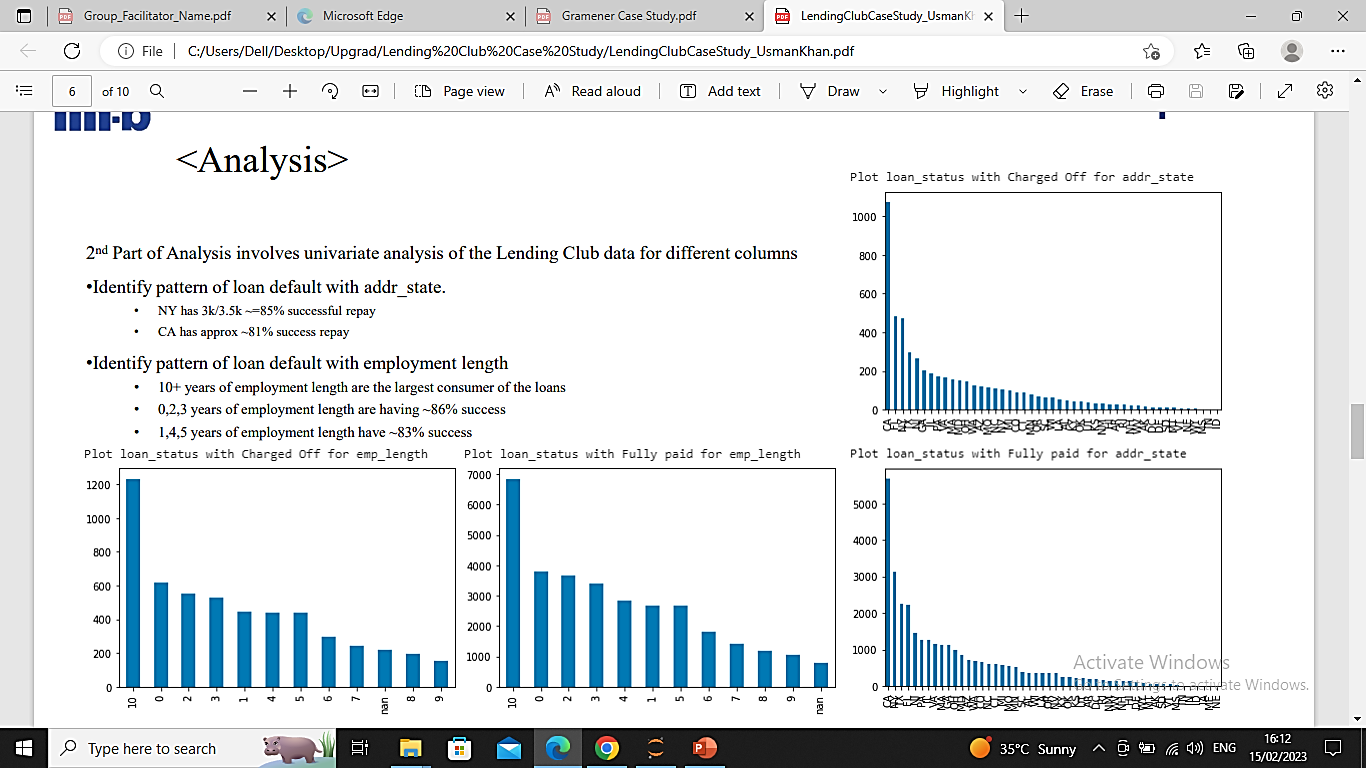 Group_Facilitator_Name.pdf
Microsoft Edge
Gramener Case Study.pdf
LendingClubCaseStudy_UsmanKh
File
C:/Users/Dell/Desktop/Upgrad/Lending%20Club%20Case%20Study/LendingClubCaseStudy_UsmanKhan.pdf
6 of 10
Page view
Read aloud
Add text
Draw
Highlight
Erase
<Analysis>
2nd Part of Analysis involves univariate analysis of the Lending Club data for different columns
•Identify pattern of loan default with addr_state.
• NY has 3k/3.5k ~=85% successful repay
• CA has approx ~81% success repay
•Identify pattern of loan default with employment length
• 10+ years of employment length are the largest consumer of the loans
• 0,2,3 years of employment length are having ~86% success
• 1,4,5 years of employment length have ~83% success
Plot loan_status with Charged Off for addr_state
1000
800
600
400
200
0
Plot loan_status with Charged Off for emp_length
1200
1000
800
600
400
200
0
10 0 2 3 1 4 5 6 7 nan 8 9
Plot loan_status with Fully paid for emp_length
7000
6000
5000
4000
3000
2000
1000
0
10 0 2 3 4 1 5 6 7 8 9 nan
Plot loan_status with Fully paid for addr_state
5000
4000
3000
2000
1000
0
Activate Windows
Type here to search
35°C Sunny
ENG
16:12
15/02/2023